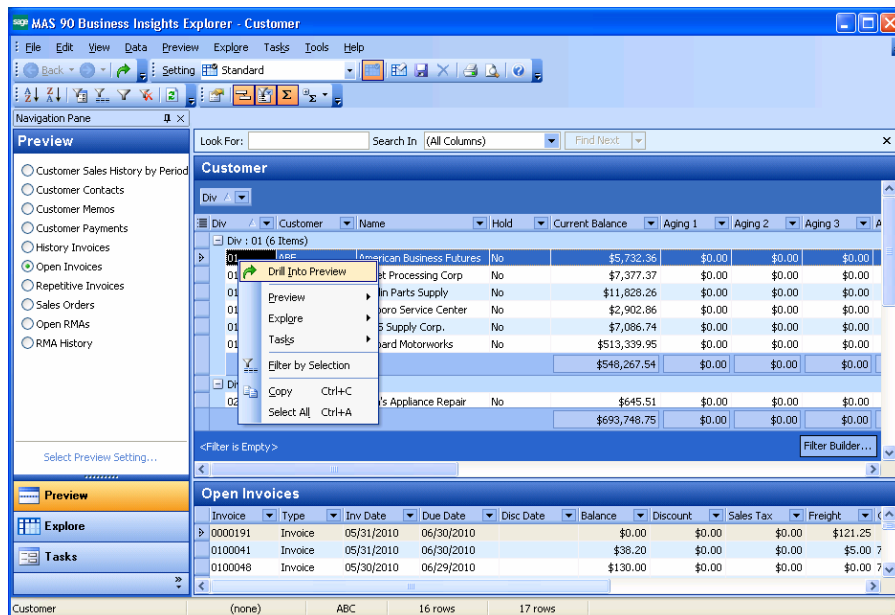 sage MAS 90 Business Insights Explorer - Customer
File Edit View Data Preview Explore Tasks Tools Help
Back Setting Standard
Navigation Pane
Preview
Look For: Search In (All Columns) Find Next
Customer Sales History by Period
Customer Contacts
Customer Memos
Customer Payments
History Invoices
Open Invoices
Repetitive Invoices
Sales Orders
Open RMAs
RMA History
Select Preview Setting...
Preview
Explore
Tasks
Customer
Div
Div Customer Name Hold Current Balance Aging 1 Aging 2 Aging 3
Div : 01 (6 Items)
01 ABF American Business Futures No $5,732.36 $0.00 $0.00 $0.00
01 et Processing Corp No $7,377.37 $0.00 $0.00 $0.00
01 lin Parts Supply No $11,828.26 $0.00 $0.00 $0.00
01 boro Service Center No $2,902.86 $0.00 $0.00 $0.00
01 5 Supply Corp. No $7,086.74 $0.00 $0.00 $0.00
01 oard Motorworks No $513,339.95 $0.00 $0.00 $0.00
$548,267.54 $0.00 $0.00 $0.00
Div
02 's Appliance Repair No $645.51 $0.00 $0.00 $0.00
$693,748.75 $0.00 $0.00 $0.00
Drill Into Preview
Preview
Explore
Tasks
Filter by Selection
Copy Ctrl+C
Select All Ctrl+A
<Filter is Empty> Filter Builder...
Open Invoices
Invoice Type Inv Date Due Date Disc Date Balance Discount Sales Tax Freight
0000191 Invoice 05/31/2010 06/30/2010 $0.00 $0.00 $0.00 $121.25
0100041 Invoice 05/31/2010 06/30/2010 $38.20 $0.00 $0.00 $5.00 7
0100048 Invoice 05/30/2010 06/29/2010 $130.00 $0.00 $0.00 $0.00 7
Customer (none) ABC 16 rows 17 rows